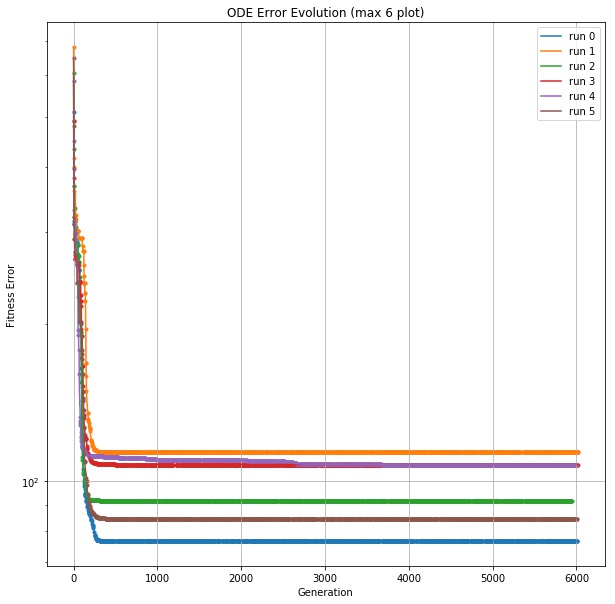 ODE Error Evolution (max 6 plot)
run 0
run 1
run 2
run 3
run 4
run 5
Fitness Error
10²
0 1000 2000 3000 4000 5000 6000
Generation